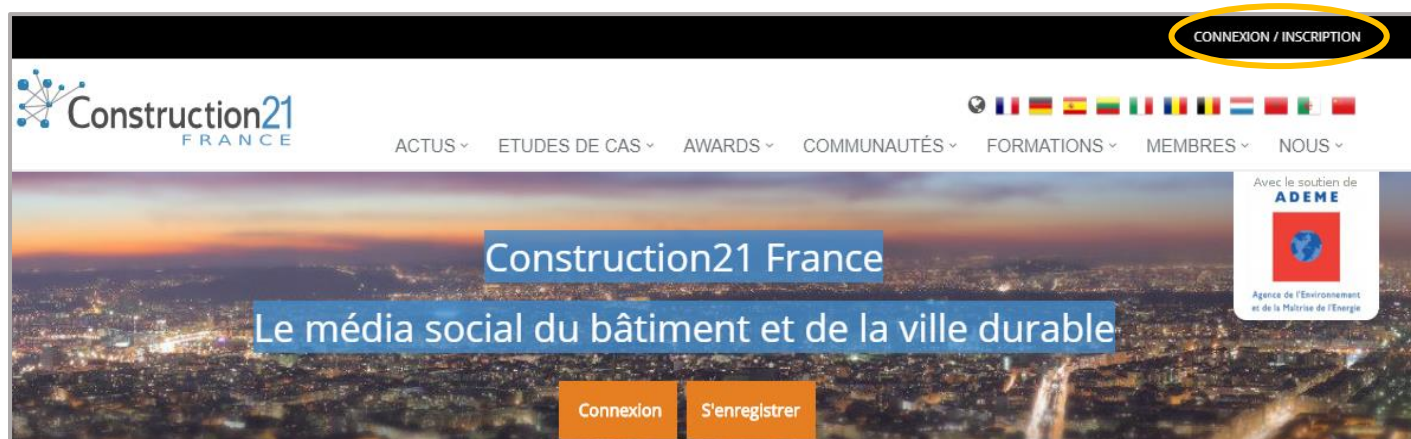 CONNEXION / INSCRIPTION
Construction21
FRANCE
ACTUS ETUDES DE CAS AWARDS COMMUNAUTÉS FORMATIONS MEMBRES NOUS
Avec le soutien de
ADEME
Agence de l'Environnement
et de la Maîtrise de l'Energie
Construction21 France
Le média social du bâtiment et de la ville durable
Connexion S'enregistrer